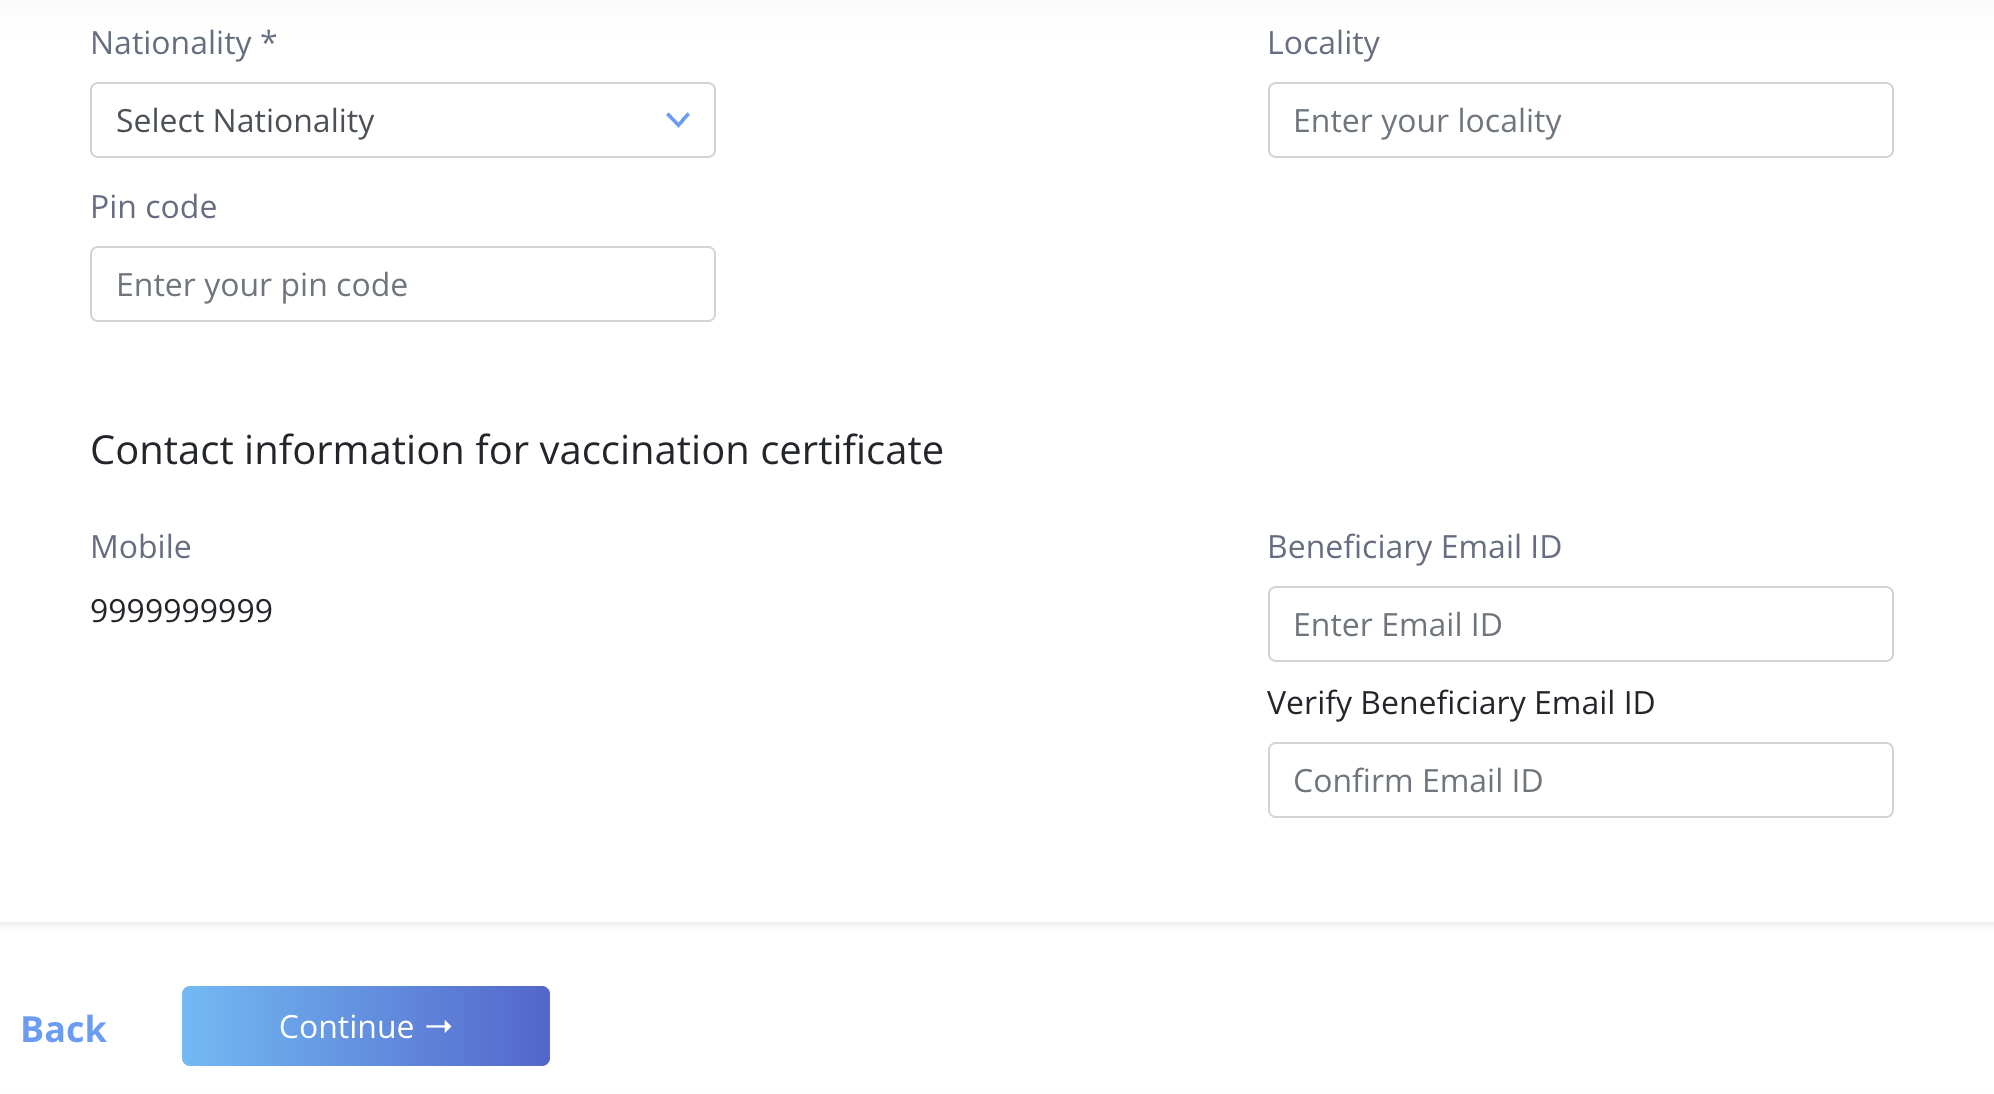 Nationality *
Locality
Select Nationality
Enter your locality
Pin code
Enter your pin code
Contact information for vaccination certificate
Mobile
Beneficiary Email ID
9999999999
Enter Email ID
Verify Beneficiary Email ID
Confirm Email ID
Back
Continue →